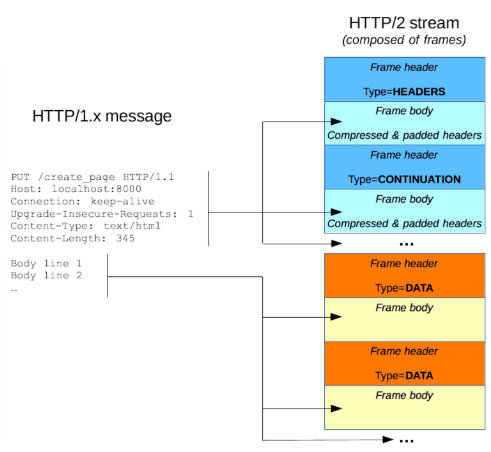 HTTP/2 stream
(composed of frames)
HTTP/1.x message
PUT /create_page HTTP/1.1
Host: localhost:8000
Connection: keep-alive
Upgrade-Insecure-Requests: 1
Content-Type: text/html
Content-Length: 345
Body line 1
Body line 2
…
Frame header
Type=HEADERS
Frame body
Compressed & padded headers
Frame header
Type=CONTINUATION
Frame body
Compressed & padded headers
...
Frame header
Type=DATA
Frame body
Frame header
Type=DATA
Frame body
...